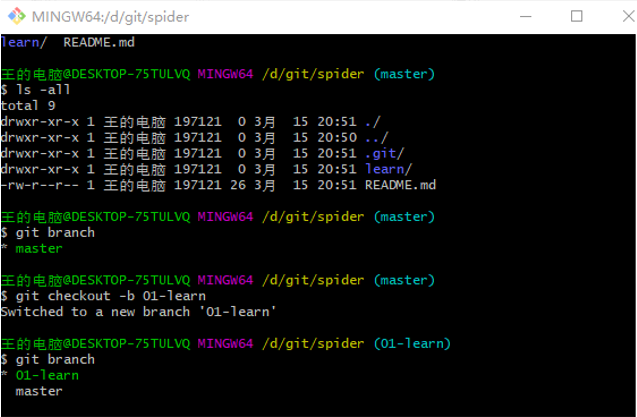 MINGW64:/d/git/spider
learn/  README.md
王的电脑@DESKTOP-75TULVQ MINGW64 /d/git/spider (master)
$ ls -all
total 9
drwxr-xr-x 1 王的电脑 197121  0 3月  15 20:51 ./
drwxr-xr-x 1 王的电脑 197121  0 3月  15 20:50 ../
drwxr-xr-x 1 王的电脑 197121  0 3月  15 20:51 .git/
drwxr-xr-x 1 王的电脑 197121  0 3月  15 20:51 learn/
-rw-r--r-- 1 王的电脑 197121 26 3月  15 20:51 README.md
王的电脑@DESKTOP-75TULVQ MINGW64 /d/git/spider (master)
$ git branch
* master
王的电脑@DESKTOP-75TULVQ MINGW64 /d/git/spider (master)
$ git checkout -b 01-learn
Switched to a new branch '01-learn'
王的电脑@DESKTOP-75TULVQ MINGW64 /d/git/spider (01-learn)
$ git branch
* 01-learn
  master